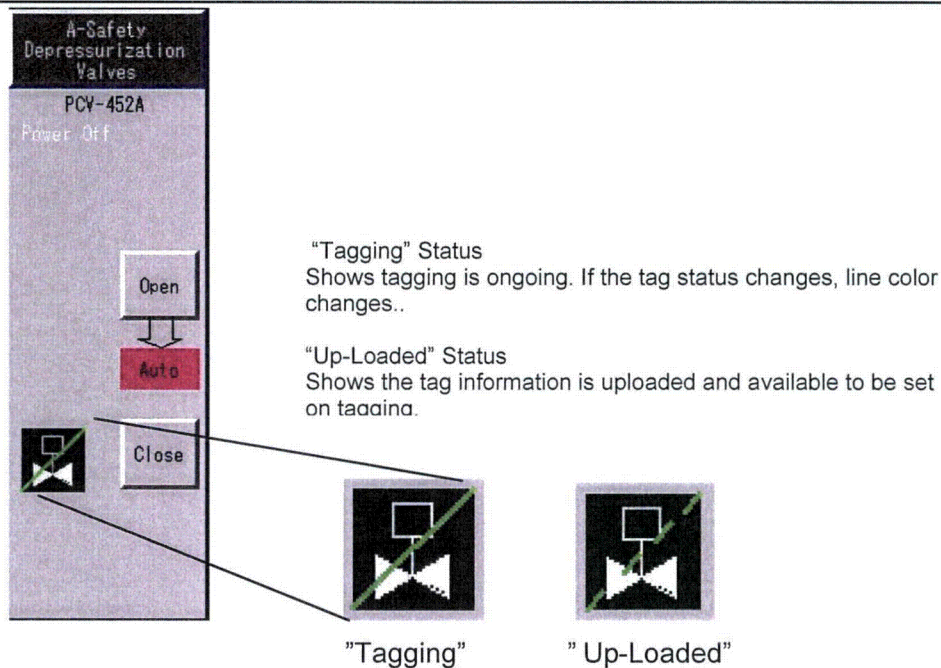 A-Safety
Depressurization
Valves
PCV-452A
Power Off
Open
Auto
Close
"Tagging" Status
Shows tagging is ongoing. If the tag status changes, line color
changes..
"Up-Loaded" Status
Shows the tag information is uploaded and available to be set
on tagging.
"Tagging"
" Up-Loaded"